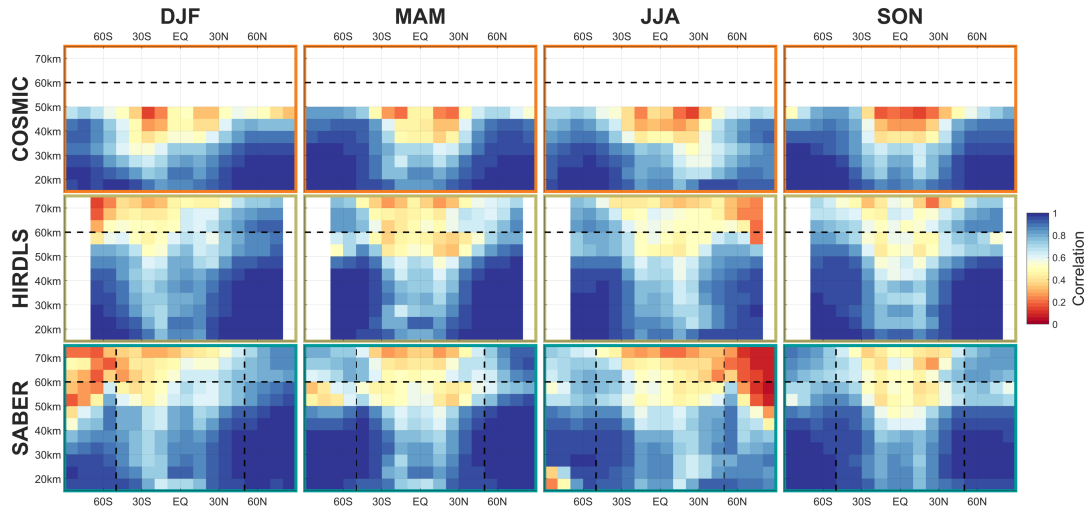 DJF MAM JJA SON
60S 30S EQ 30N 60N 60S 30S EQ 30N 60N 60S 30S EQ 30N 60N 60S 30S EQ 30N 60N
COSMIC
70km
60km
50km
40km
30km
20km
HIRDLS
70km
60km
50km
40km
30km
20km
SABER
70km
60km
50km
40km
30km
20km
60S 30S EQ 30N 60N 60S 30S EQ 30N 60N 60S 30S EQ 30N 60N 60S 30S EQ 30N 60N
1
0.8
0.6
0.4
0.2
0
Correlation